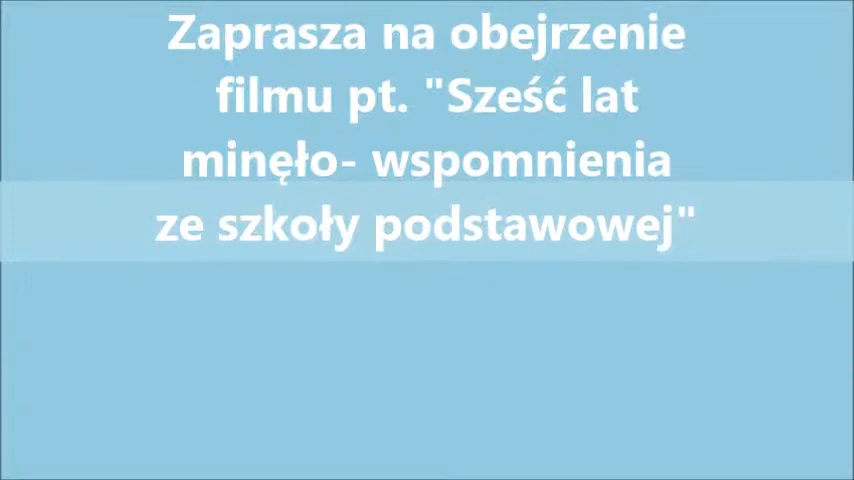 Zaprasza na obejrzenie
filmu pt. "Sześć lat
minęło- wspomnienia
ze szkoły podstawowej"